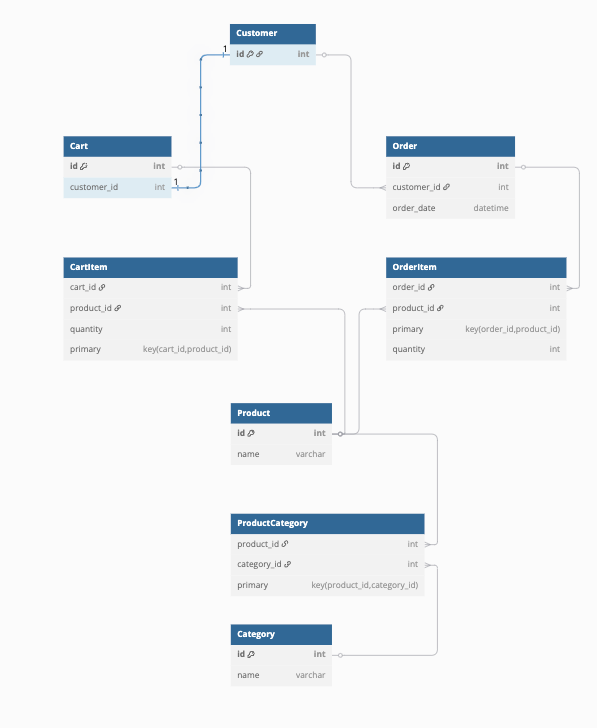 Customer
1
id int
Cart
id int
1
customer_id int
Order
id int
customer_id int
order_date datetime
CartItem
cart_id int
product_id int
quantity int
primary key(cart_id,product_id)
OrderItem
order_id int
product_id int
primary key(order_id,product_id)
quantity int
Product
id int
name varchar
ProductCategory
product_id int
category_id int
primary key(product_id,category_id)
Category
id int
name varchar